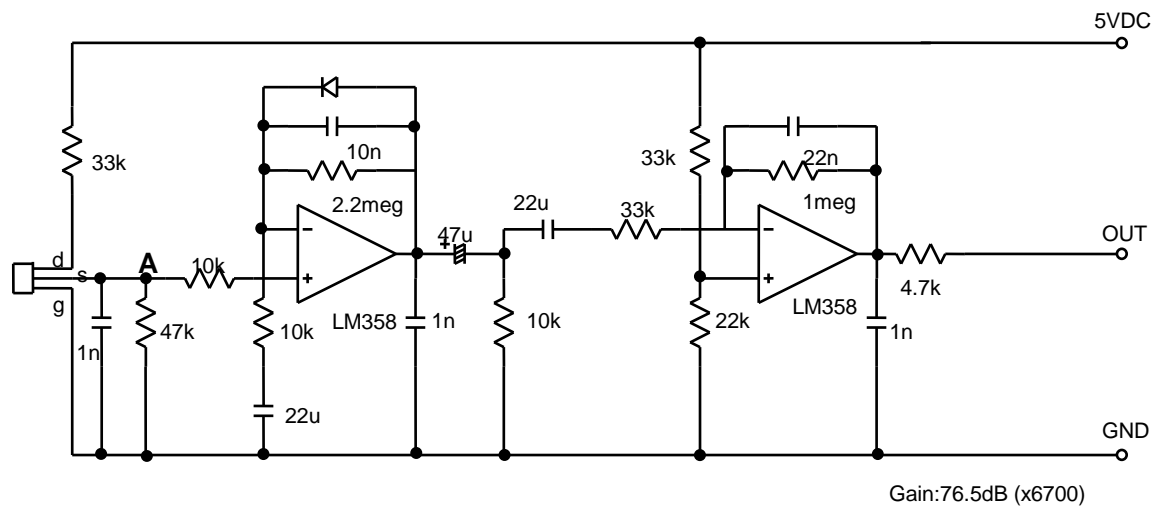 5VDC
33k
10n
33k
22n
2.2meg
22u
33k
1meg
d
A
10k
47u
+
OUT
s
g
−
+
−
+
4.7k
LM358
LM358
47k
10k
1n
10k
22k
1n
1n
22u
GND
Gain:76.5dB (x6700)